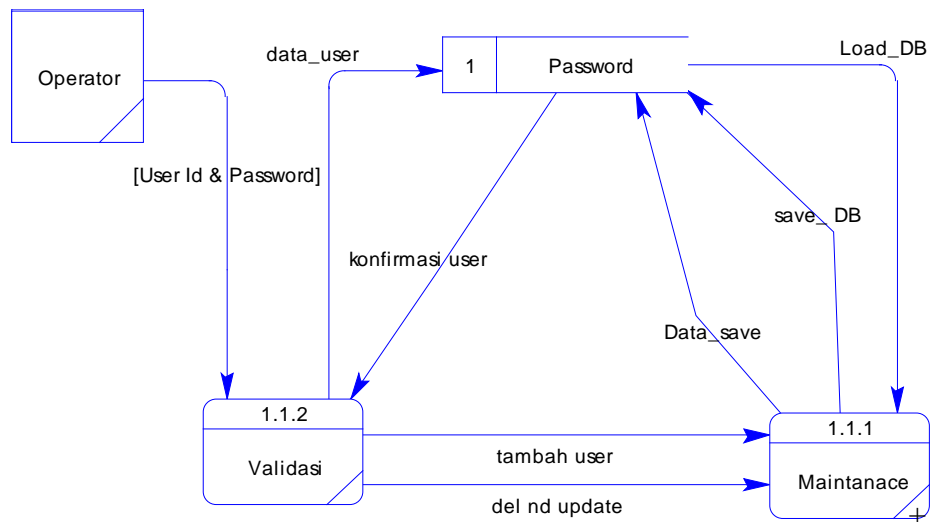 data_user
1
Password
Load_DB
Operator
[User Id & Password]
save_ DB
konfirmasi user
Data_save
1.1.2
Validasi
1.1.1
Maintanace
tambah user
del nd update